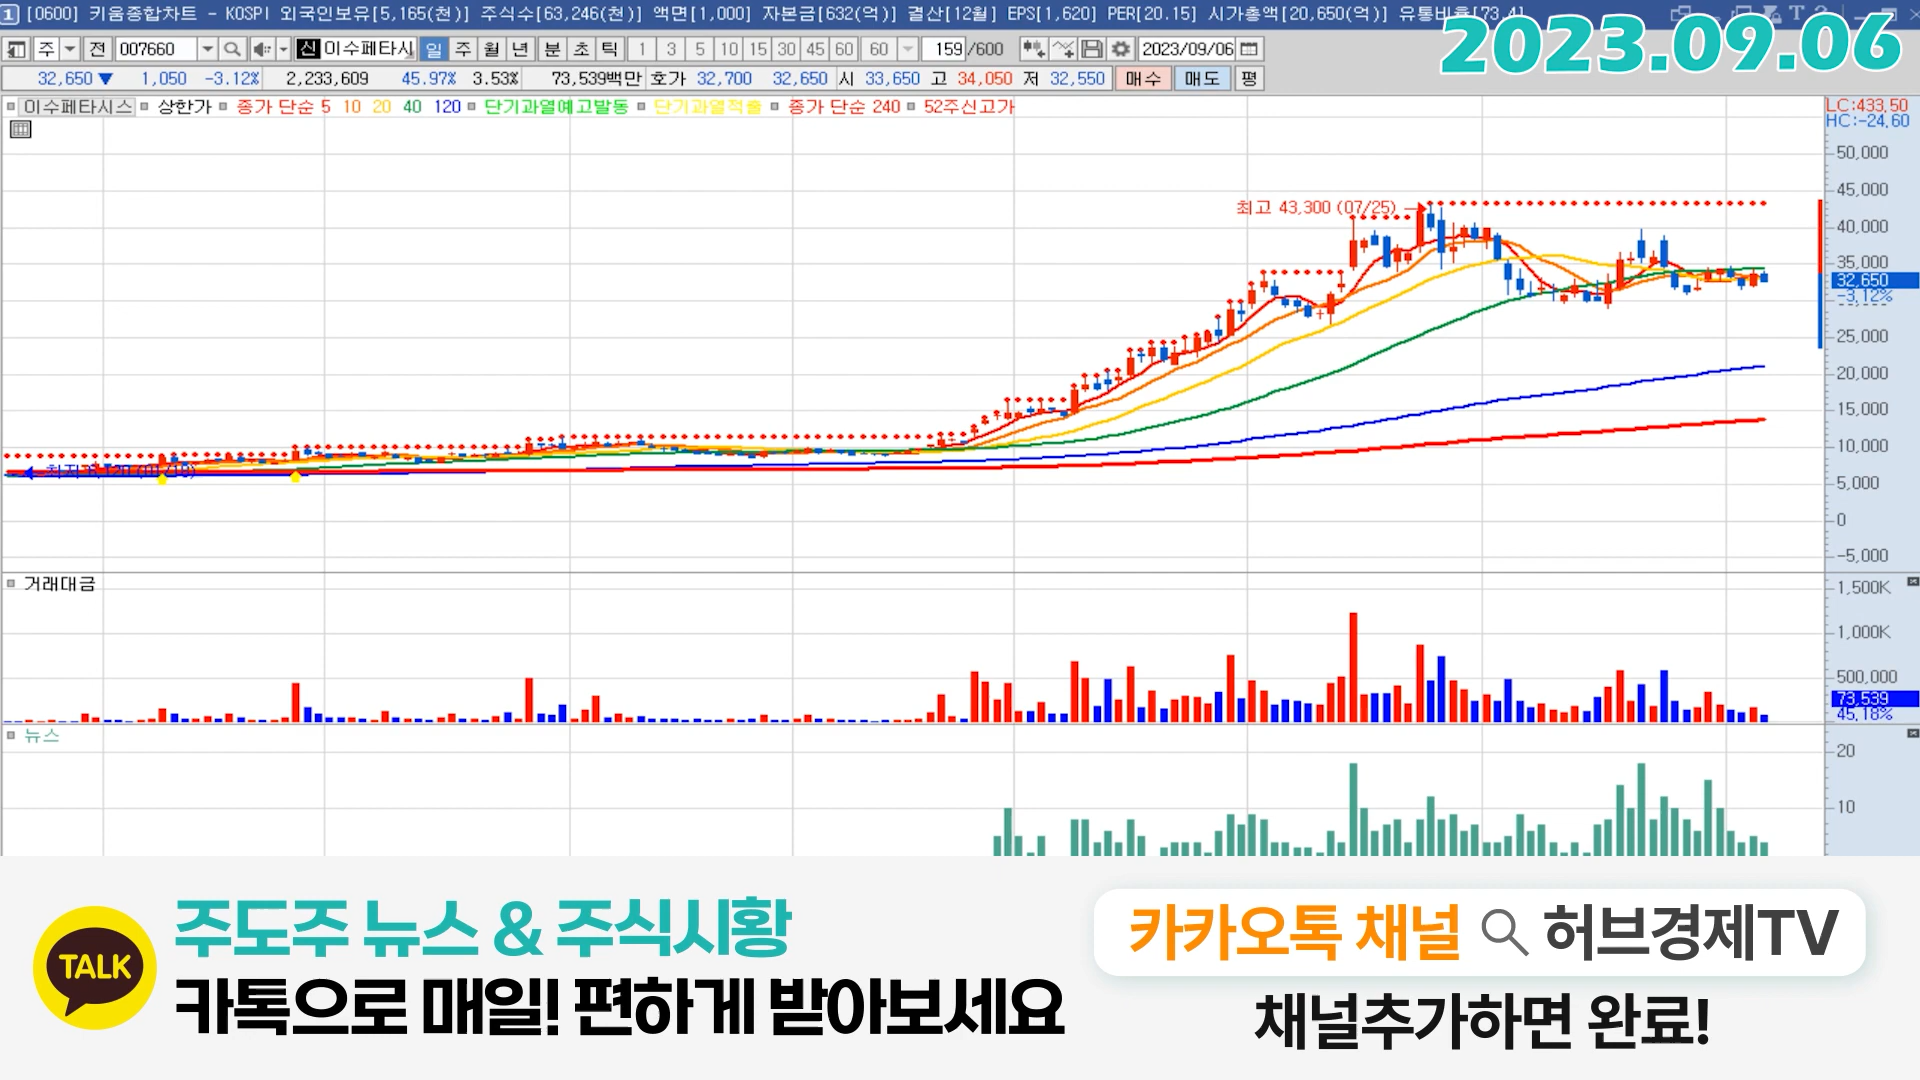 1 [0600] 키움종합차트 - KOSPI 외국인보유[5,165(천)] 주식수[63,246(천)] 액면[1,000] 자본금[632(억)] 결산[12월] EPS[1,620] PER[20.15] 시가총액[20,650(억)] 유통비율[73.4]
2023.09.06
주 전 007660 신 이수페타시 일 주 월 년 분 초 틱 1 3 5 10 15 30 45 60 60 159 /600 2023/09/06
32,650 ▼ 1,050 -3.12% 2,233,609 45.97% 3.53% 73,539백만 호가 32,700 32,650 시 33,650 고 34,050 저 32,550 매수 매도 평
이수페타시스 상한가 종가 단순 5 10 20 40 120 단기과열예고발동 단기과열적출 종가 단순 240 52주신고가
LC:433.50
HC:-24.60
50,000
45,000
최고 43,300 (07/25)
40,000
35,000
32,650
-3.12%
25,000
20,000
15,000
10,000
5,000
0
-5,000
거래대금
1,500K
1,000K
500,000
73,539
45.18%
뉴스
20
10
TALK
주도주 뉴스 & 주식시황
카톡으로 매일! 편하게 받아보세요
카카오톡 채널 허브경제TV
채널추가하면 완료!